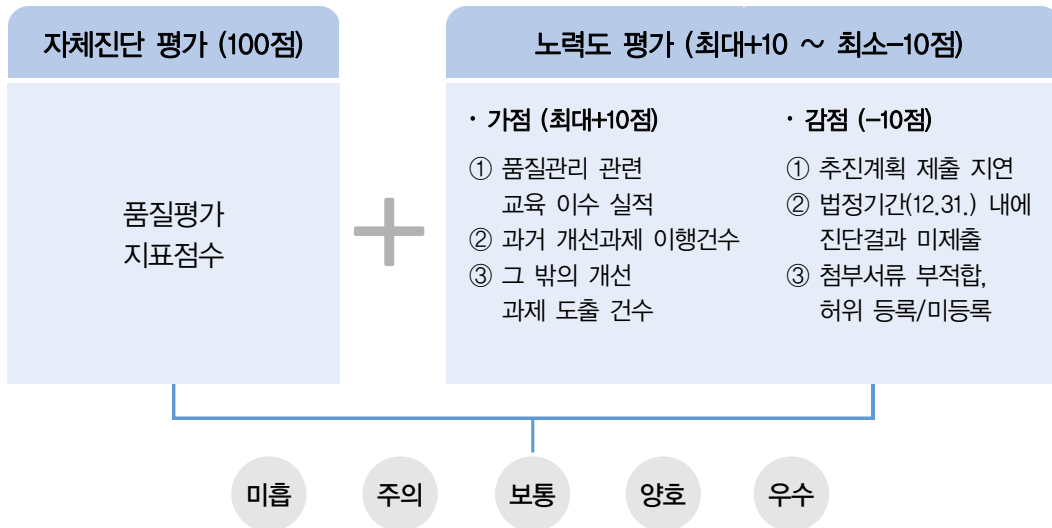 자체진단 평가 (100점)
품질평가
지표점수
노력도 평가 (최대+10 ~ 최소-10점)
· 가점 (최대+10점)
① 품질관리 관련
교육 이수 실적
② 과거 개선과제 이행건수
③ 그 밖의 개선
과제 도출 건수
· 감점 (-10점)
① 추진계획 제출 지연
② 법정기간(12.31.) 내에
진단결과 미제출
③ 첨부서류 부적합,
허위 등록/미등록
미흡
주의
보통
양호
우수